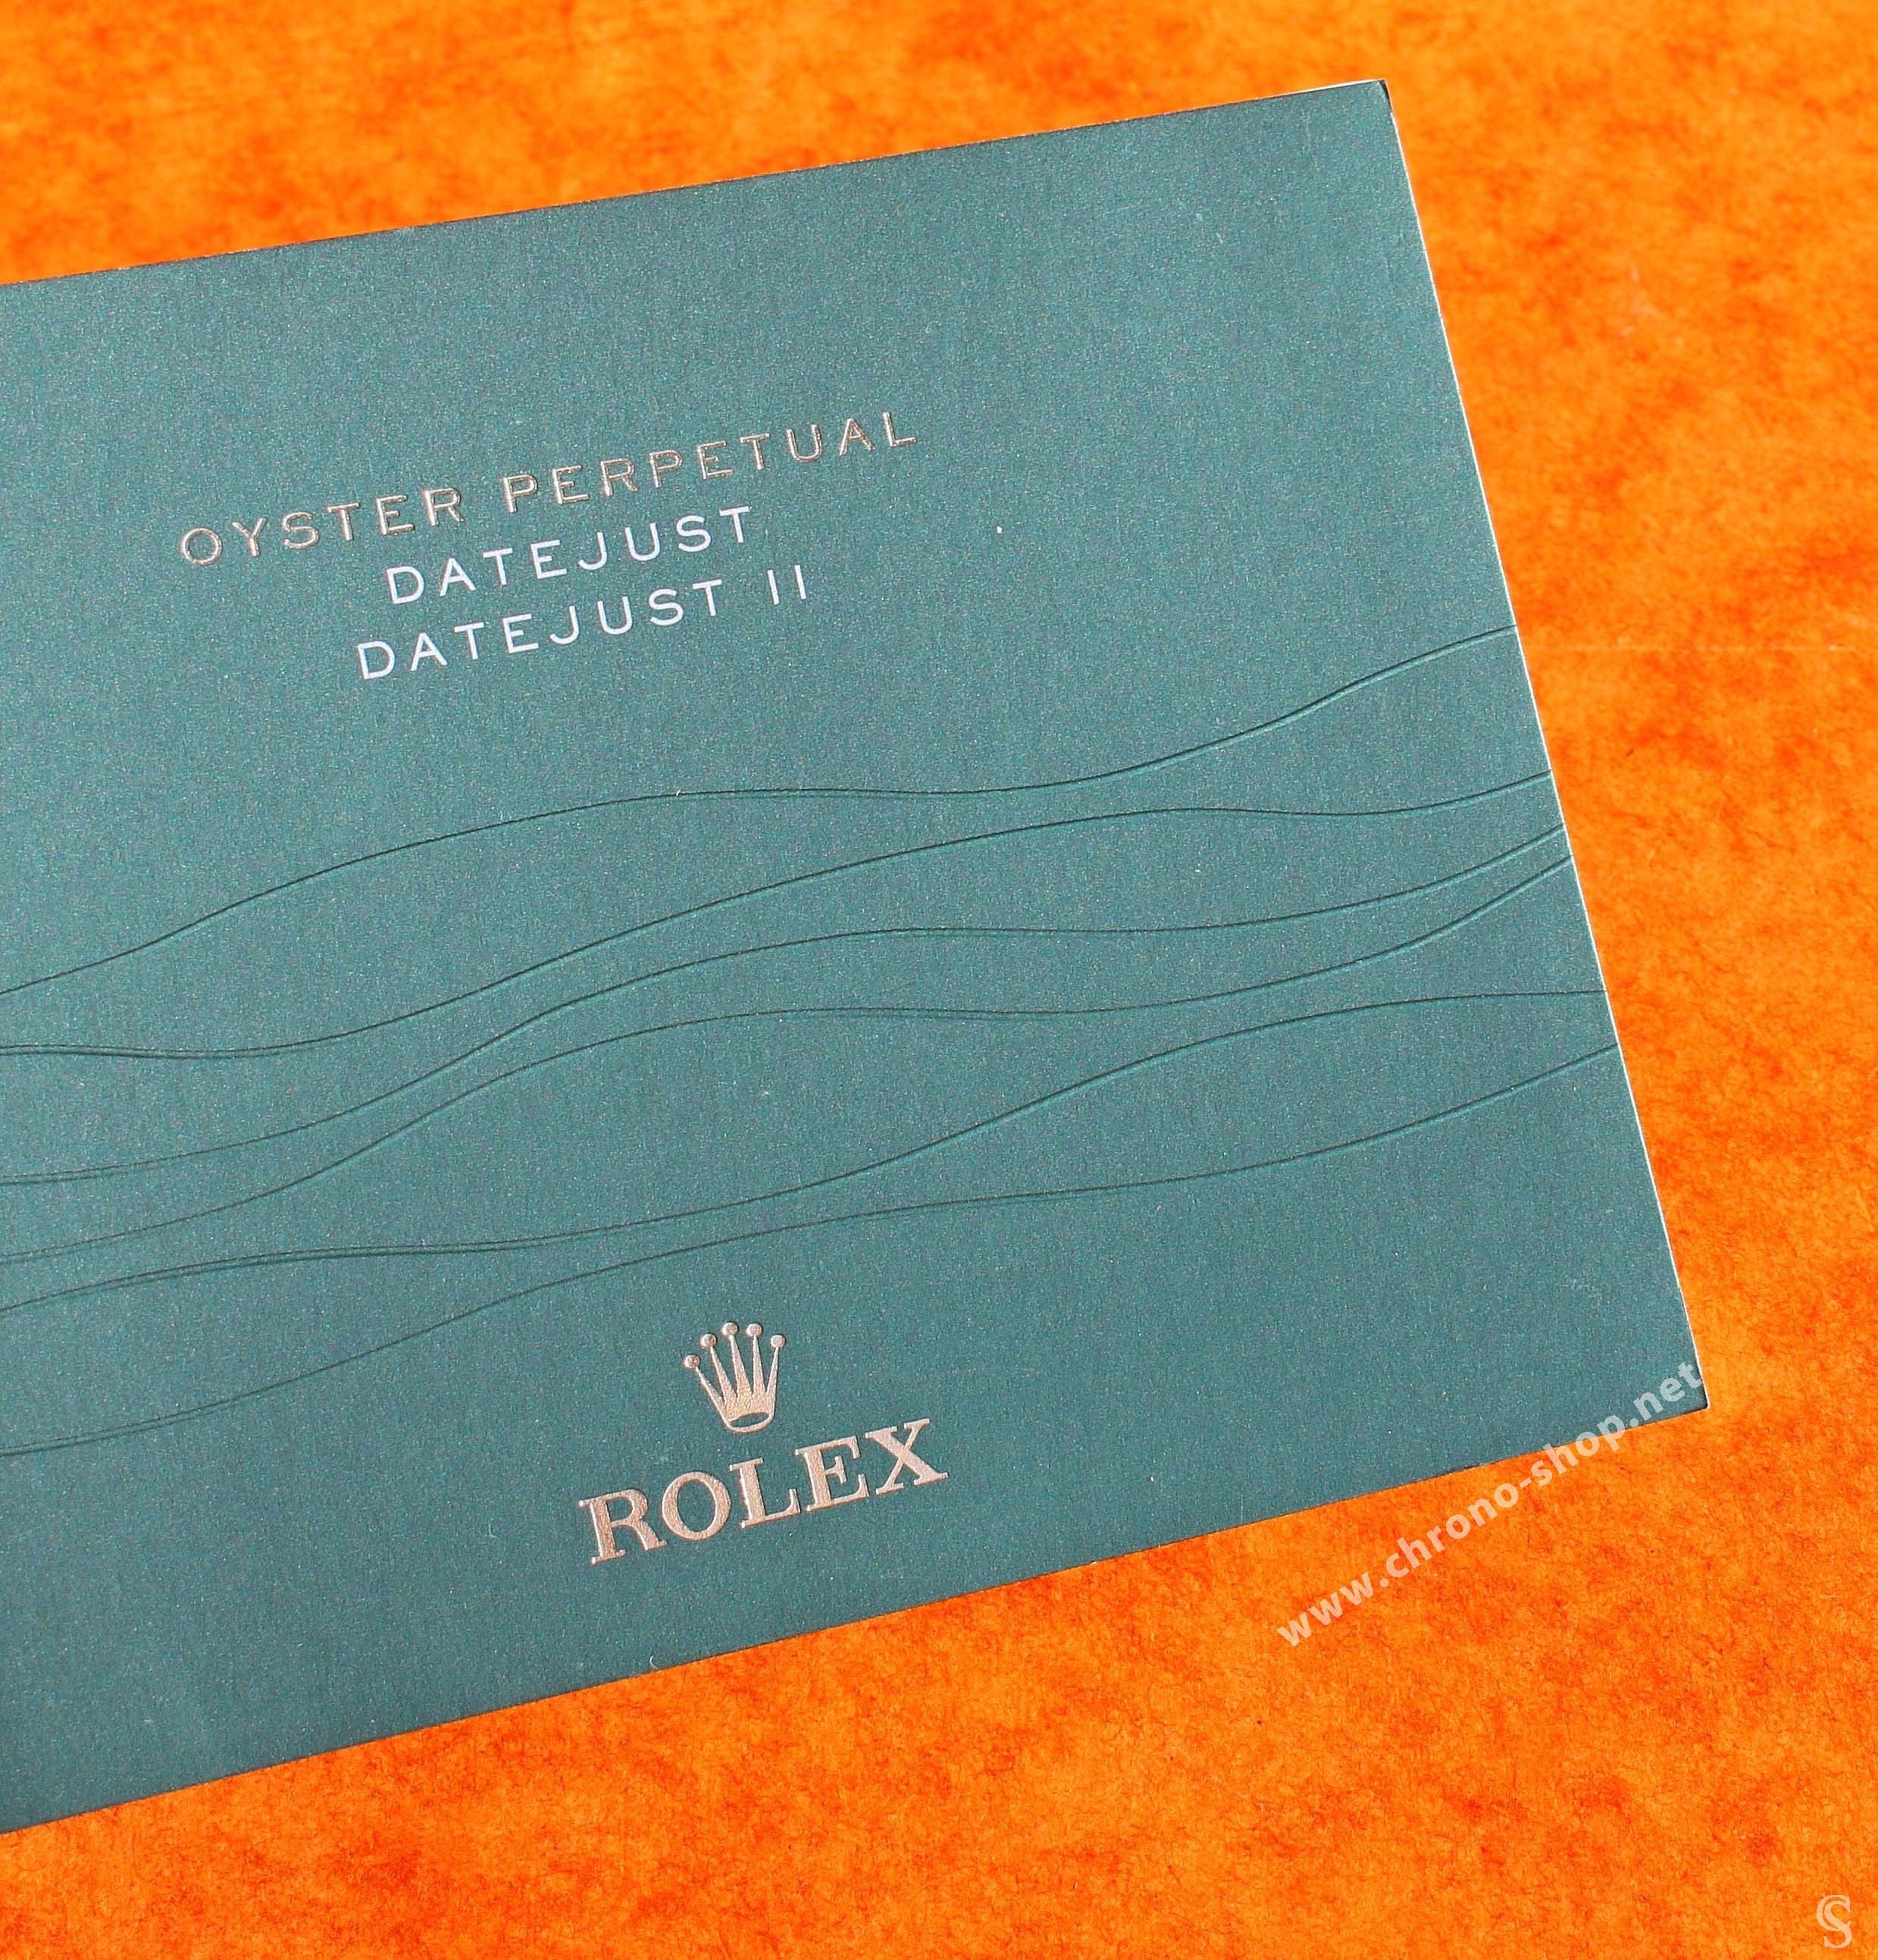 OYSTER PERPETUAL
DATEJUST
DATEJUST II
ROLEX
www.chrono-shop.net